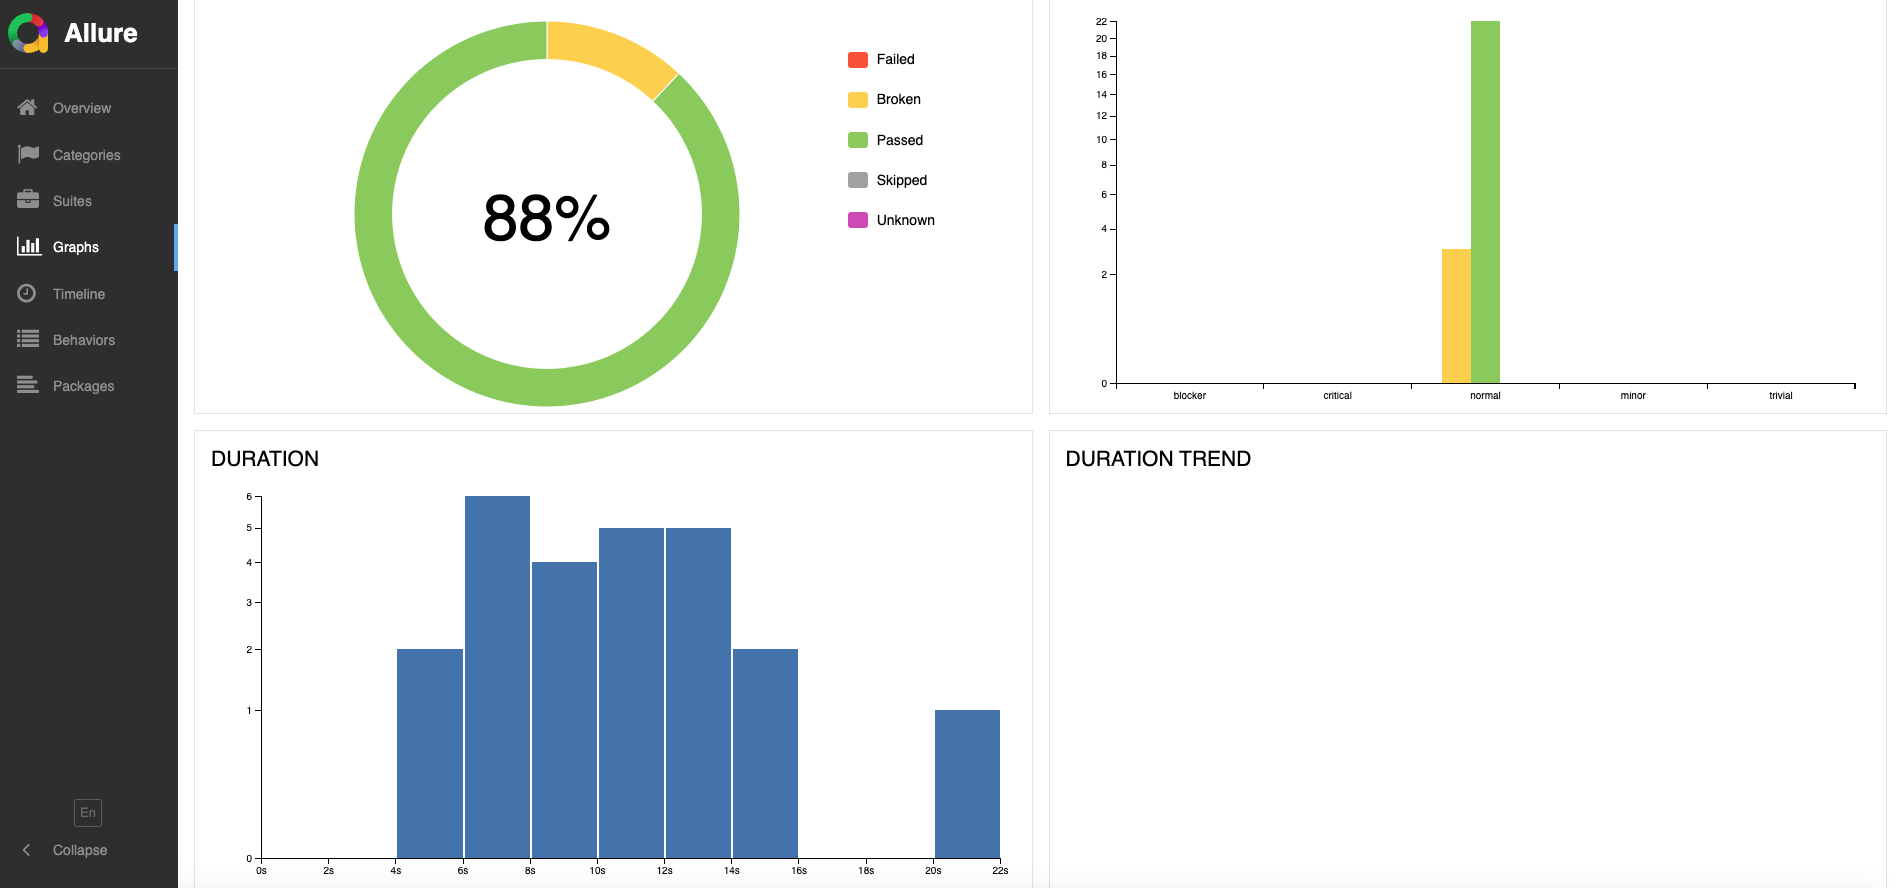 Allure
Overview
Categories
Suites
Graphs
Timeline
Behaviors
Packages
En
Collapse
88%
Failed
Broken
Passed
Skipped
Unknown
22
20
18
16
14
12
10
8
6
4
2
0
blocker critical normal minor trivial
DURATION
6
5
4
3
2
1
0
0s 2s 4s 6s 8s 10s 12s 14s 16s 18s 20s 22s
DURATION TREND